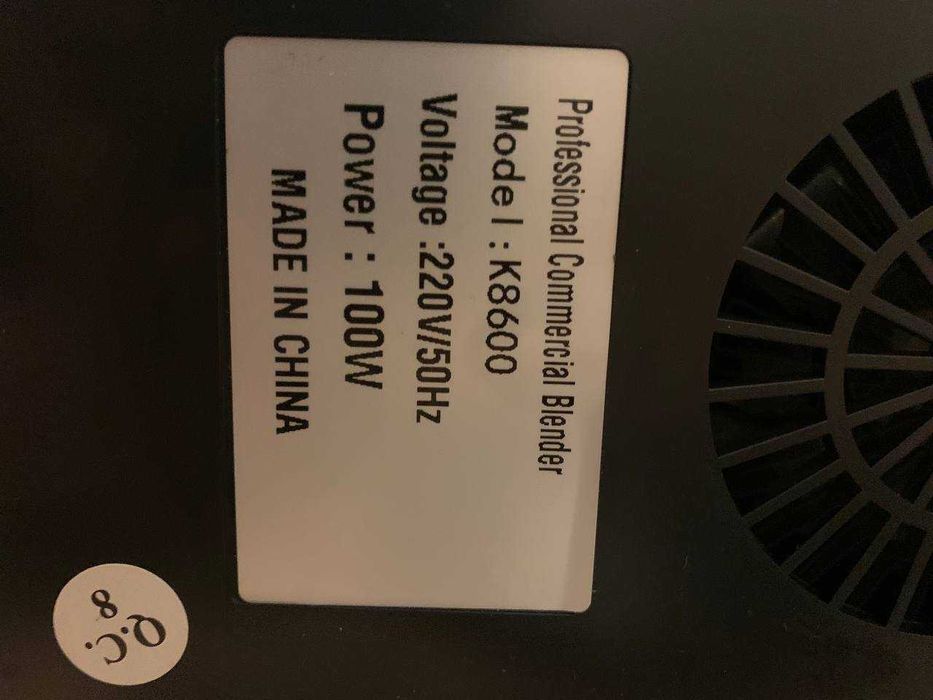 Professional Commercial Blender
Model : K8600
Voltage :220V/50Hz
Power : 100W
MADE IN CHINA
Q.C.
8